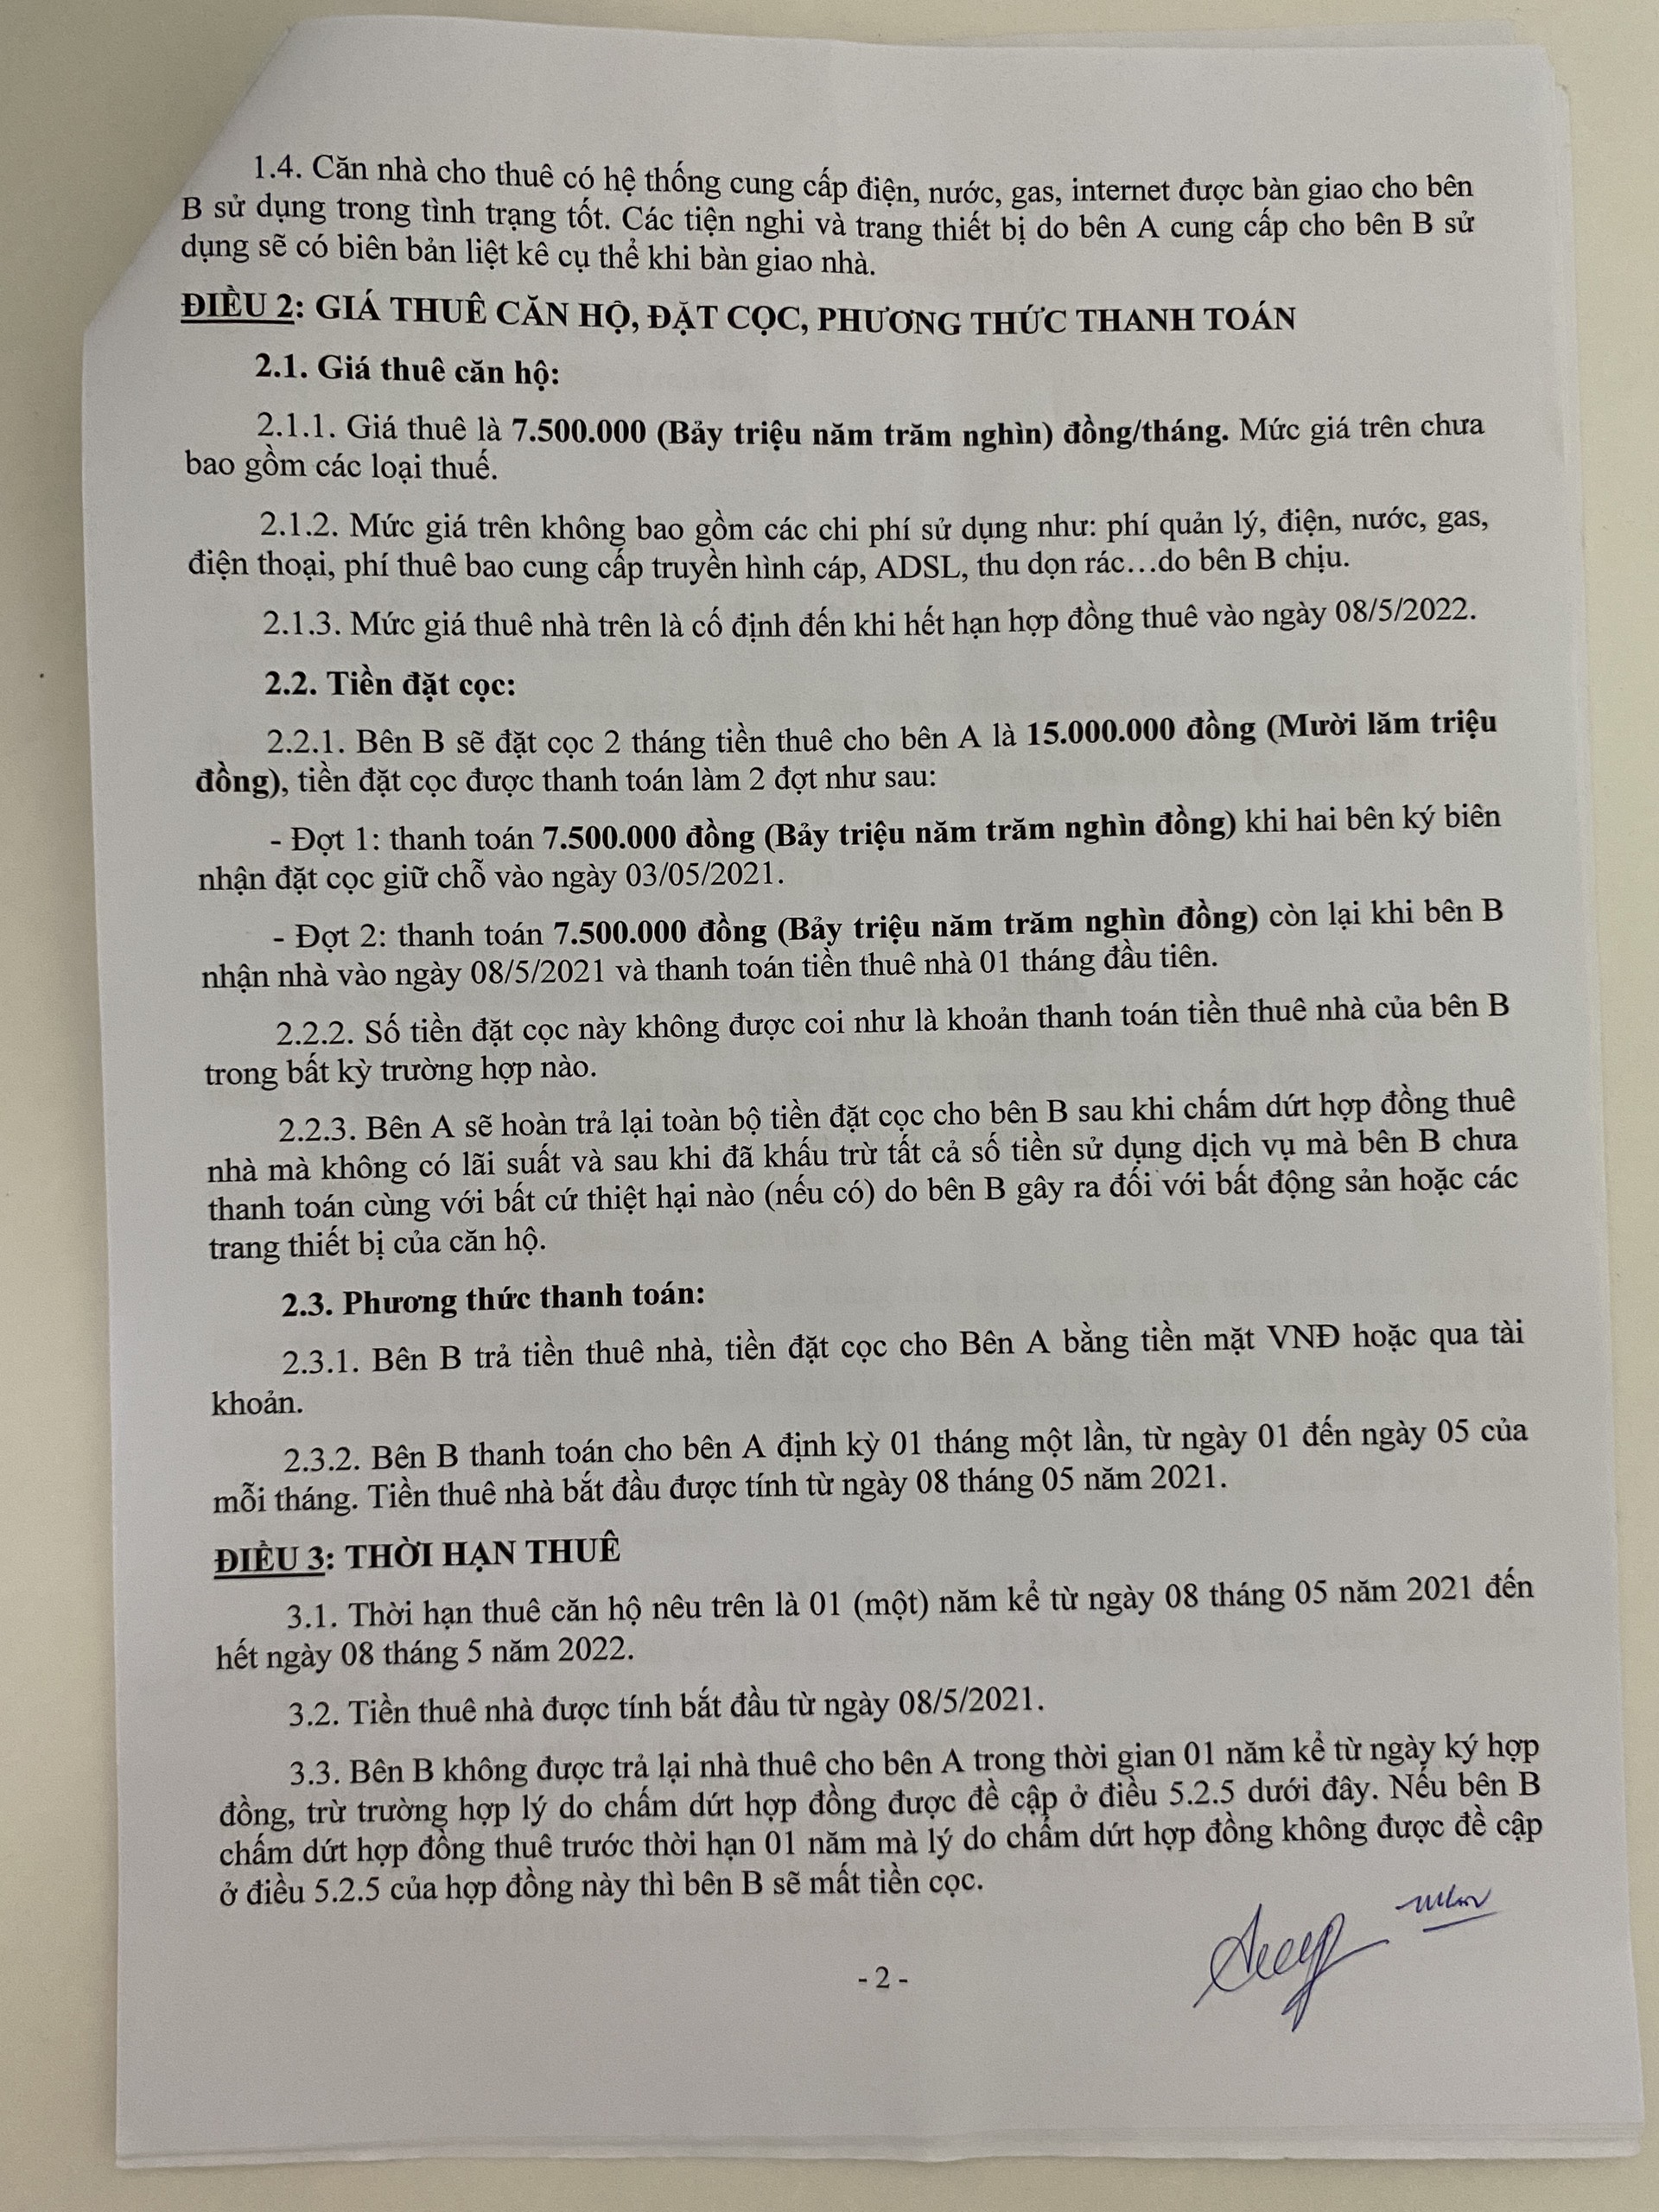 1.4. Căn nhà cho thuê có hệ thống cung cấp điện, nước, gas, internet được bàn giao cho bên
B sử dụng trong tình trạng tốt. Các tiện nghi và trang thiết bị do bên A cung cấp cho bên B sử
dụng sẽ có biên bản liệt kê cụ thể khi bàn giao nhà.
ĐIỀU 2: GIÁ THUÊ CĂN HỘ, ĐẶT CỌC, PHƯƠNG THỨC THANH TOÁN
2.1. Giá thuê căn hộ:
2.1.1. Giá thuê là 7.500.000 (Bảy triệu năm trăm nghìn) đồng/tháng. Mức giá trên chưa
bao gồm các loại thuế.
2.1.2. Mức giá trên không bao gồm các chi phí sử dụng như: phí quản lý, điện, nước, gas,
điện thoại, phí thuê bao cung cấp truyền hình cáp, ADSL, thu dọn rác…do bên B chịu.
2.1.3. Mức giá thuê nhà trên là cố định đến khi hết hạn hợp đồng thuê vào ngày 08/5/2022.
2.2. Tiền đặt cọc:
2.2.1. Bên B sẽ đặt cọc 2 tháng tiền thuê cho bên A là 15.000.000 đồng (Mười lăm triệu
đồng), tiền đặt cọc được thanh toán làm 2 đợt như sau:
- Đợt 1: thanh toán 7.500.000 đồng (Bảy triệu năm trăm nghìn đồng) khi hai bên ký biên
nhận đặt cọc giữ chỗ vào ngày 03/05/2021.
- Đợt 2: thanh toán 7.500.000 đồng (Bảy triệu năm trăm nghìn đồng) còn lại khi bên B
nhận nhà vào ngày 08/5/2021 và thanh toán tiền thuê nhà 01 tháng đầu tiên.
2.2.2. Số tiền đặt cọc này không được coi như là khoản thanh toán tiền thuê nhà của bên B
trong bất kỳ trường hợp nào.
2.2.3. Bên A sẽ hoàn trả lại toàn bộ tiền đặt cọc cho bên B sau khi chấm dứt hợp đồng thuê
nhà mà không có lãi suất và sau khi đã khấu trừ tất cả số tiền sử dụng dịch vụ mà bên B chưa
thanh toán cùng với bất cứ thiệt hại nào (nếu có) do bên B gây ra đối với bất động sản hoặc các
trang thiết bị của căn hộ.
2.3. Phương thức thanh toán:
2.3.1. Bên B trả tiền thuê nhà, tiền đặt cọc cho Bên A bằng tiền mặt VNĐ hoặc qua tài
khoản.
2.3.2. Bên B thanh toán cho bên A định kỳ 01 tháng một lần, từ ngày 01 đến ngày 05 của
mỗi tháng. Tiền thuê nhà bắt đầu được tính từ ngày 08 tháng 05 năm 2021.
ĐIỀU 3: THỜI HẠN THUÊ
3.1. Thời hạn thuê căn hộ nêu trên là 01 (một) năm kể từ ngày 08 tháng 05 năm 2021 đến
hết ngày 08 tháng 5 năm 2022.
3.2. Tiền thuê nhà được tính bắt đầu từ ngày 08/5/2021.
3.3. Bên B không được trả lại nhà thuê cho bên A trong thời gian 01 năm kể từ ngày ký hợp
đồng, trừ trường hợp lý do chấm dứt hợp đồng được đề cập ở điều 5.2.5 dưới đây. Nếu bên B
chấm dứt hợp đồng thuê trước thời hạn 01 năm mà lý do chấm dứt hợp đồng không được đề cập
ở điều 5.2.5 của hợp đồng này thì bên B sẽ mất tiền cọc.
- 2 -